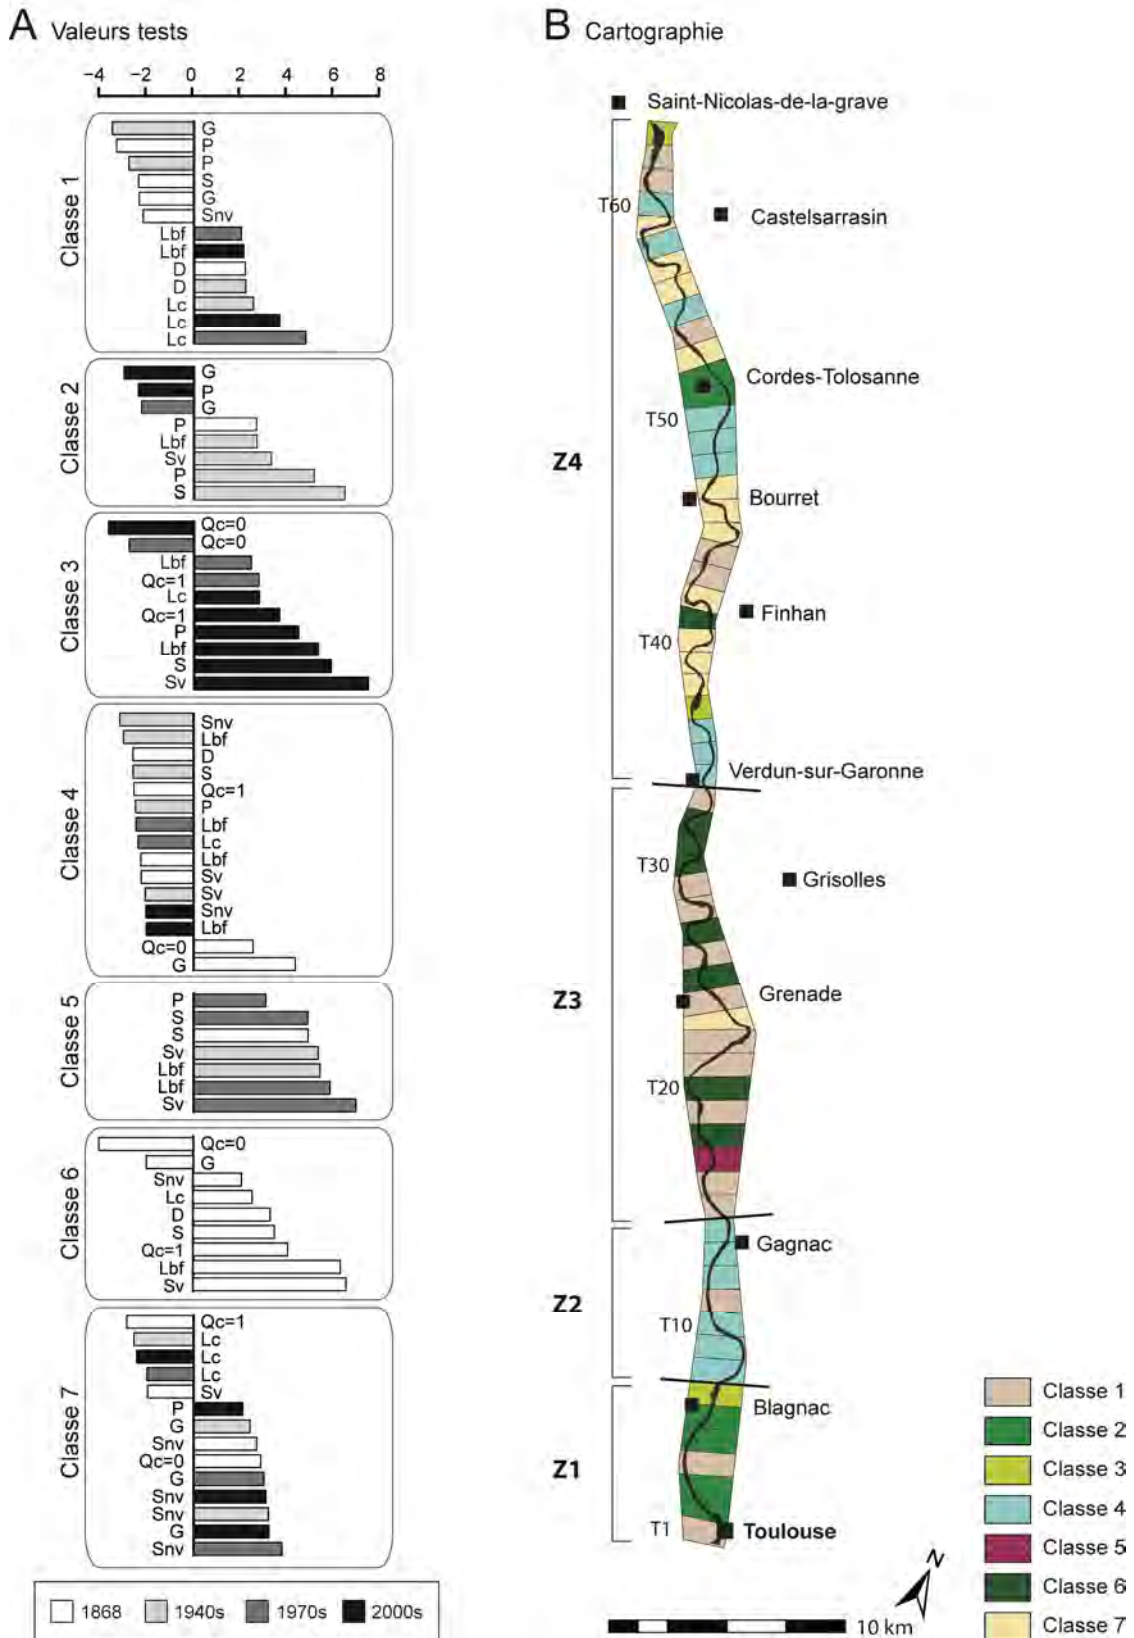 A Valeurs tests
−4 −2 0 2 4 6 8
Classe 1
G
P
P
S
G
Snv
Lbf
Lbf
D
D
Lc
Lc
Lc
Classe 2
G
P
G
P
Lbf
Sv
P
S
Classe 3
Qc=0
Qc=0
Lbf
Qc=1
Lc
Qc=1
P
Lbf
S
Sv
Classe 4
Snv
Lbf
D
S
Qc=1
P
Lbf
Lc
Lbf
Sv
Sv
Snv
Lbf
Qc=0
G
Classe 5
P
S
S
Sv
Lbf
Lbf
Sv
Classe 6
Qc=0
G
Snv
Lc
D
S
Qc=1
Lbf
Sv
Classe 7
Qc=1
Lc
Lc
Lc
Sv
P
G
Snv
Qc=0
G
Snv
Snv
G
Snv
1868 1940s 1970s 2000s
B Cartographie
Saint-Nicolas-de-la-grave
T60
Castelsarrasin
Cordes-Tolosanne
T50
Z4
Bourret
Finhan
T40
Verdun-sur-Garonne
T30
Grisolles
Z3
Grenade
T20
Gagnac
Z2
T10
Blagnac
Z1
T1
Toulouse
N
10 km
Classe 1
Classe 2
Classe 3
Classe 4
Classe 5
Classe 6
Classe 7